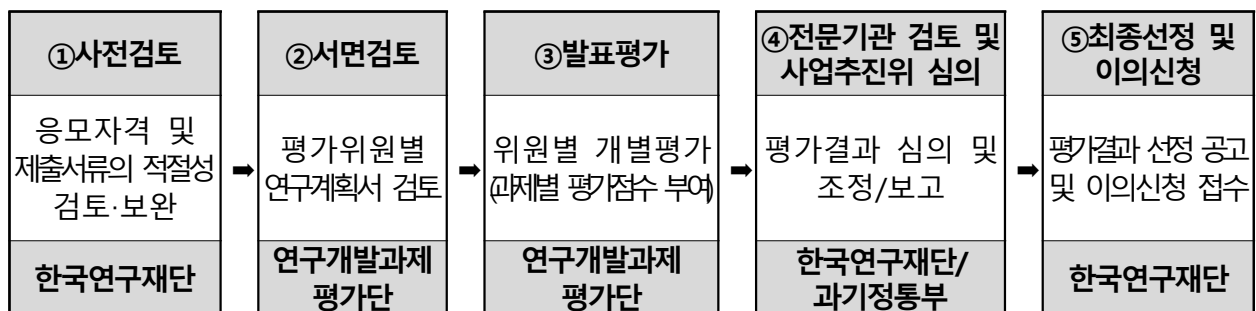 ①사전검토
응모자격 및
제출서류의 적절성
검토·보완
한국연구재단
➡
②서면검토
평가위원별
연구계획서 검토
연구개발과제
평가단
➡
③발표평가
위원별 개별평가
(과제별 평가점수 부여)
연구개발과제
평가단
➡
④전문기관 검토 및
사업추진위 심의
평가결과 심의 및
조정/보고
한국연구재단/
과기정통부
➡
⑤최종선정 및
이의신청
평가결과 선정 공고
및 이의신청 접수
한국연구재단